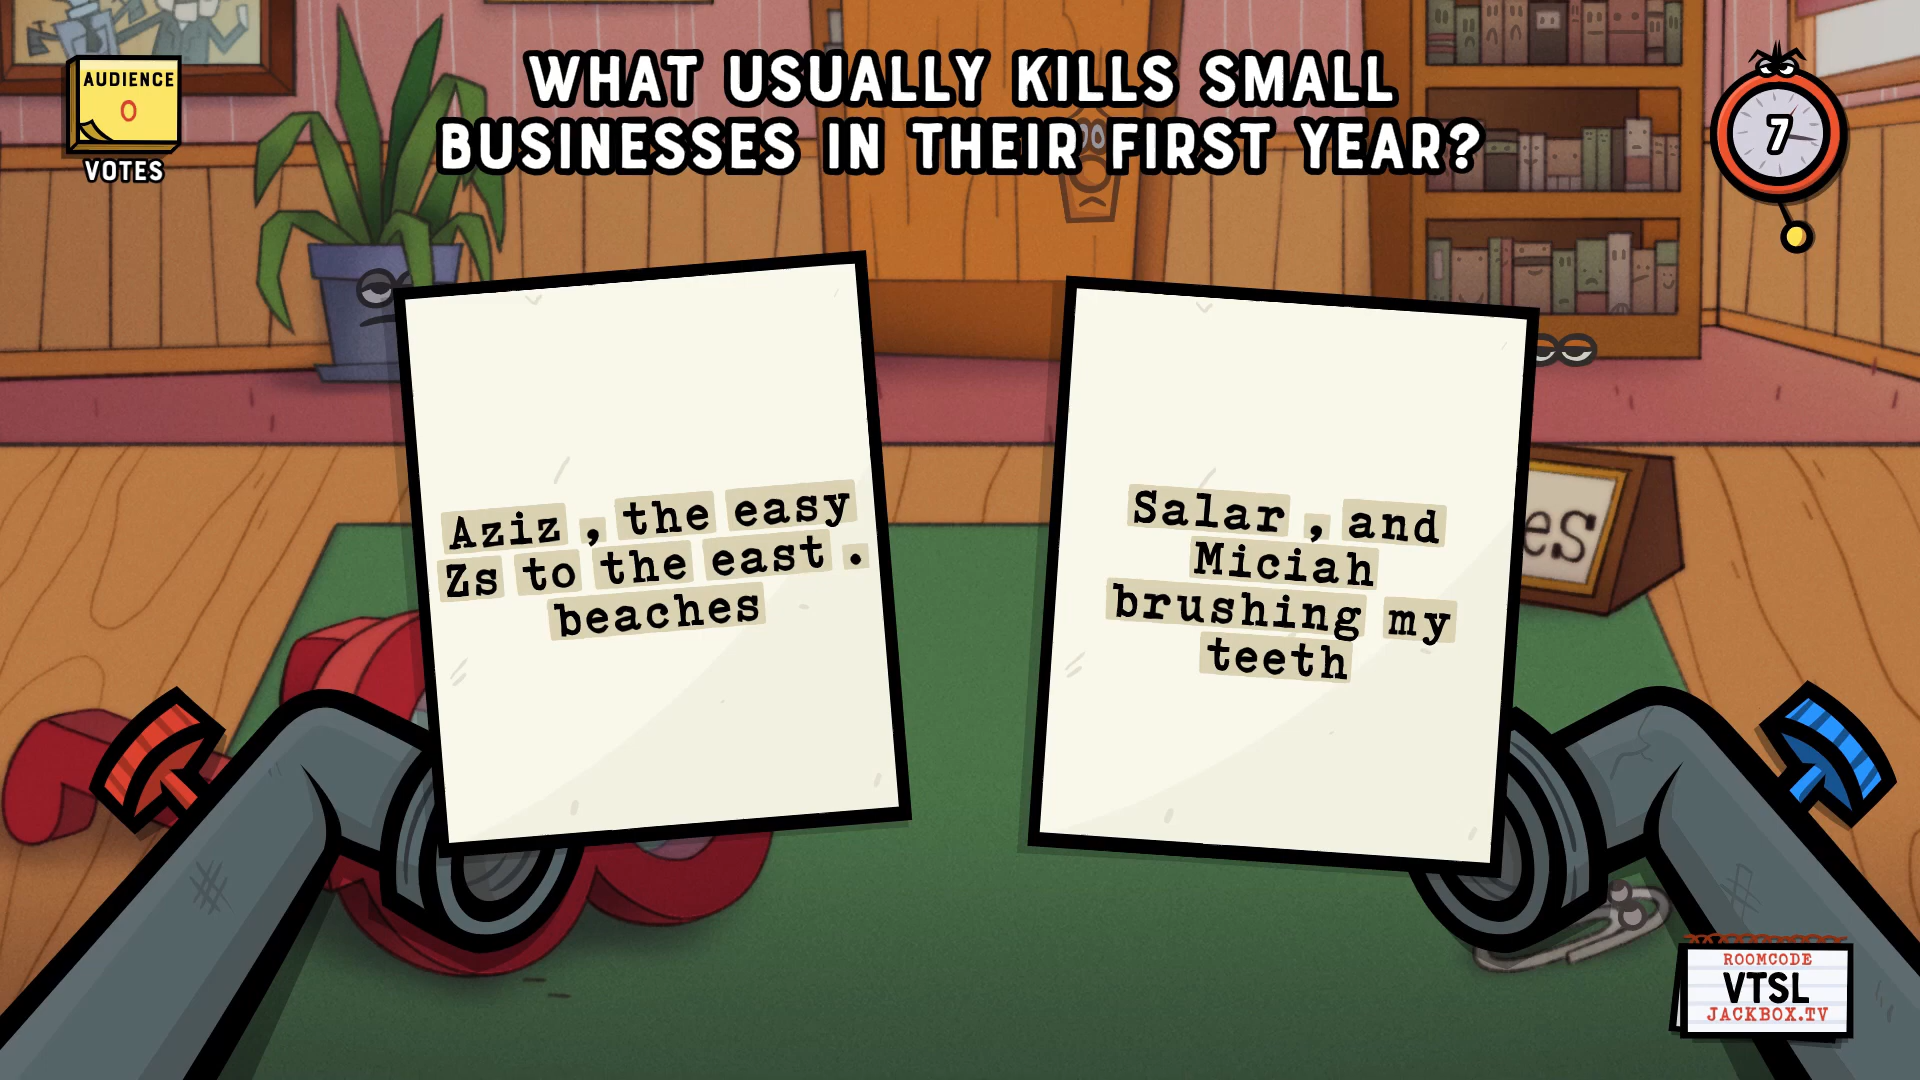 AUDIENCE
0
VOTES
WHAT USUALLY KILLS SMALL
BUSINESSES IN THEIR FIRST YEAR?
7
Aziz , the easy
Zs to the east .
beaches
Salar , and
Miciah
brushing my
teeth
ROOMCODE
VTSL
JACKBOX.TV